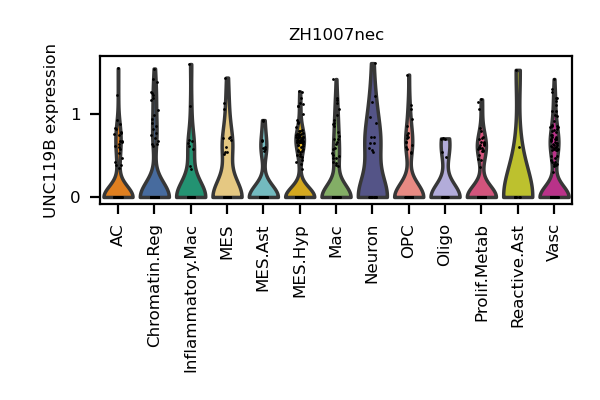 ZH1007nec
UNC119B expression
1
0
AC
Chromatin.Reg
Inflammatory.Mac
MES
MES.Ast
MES.Hyp
Mac
Neuron
OPC
Oligo
Prolif.Metab
Reactive.Ast
Vasc